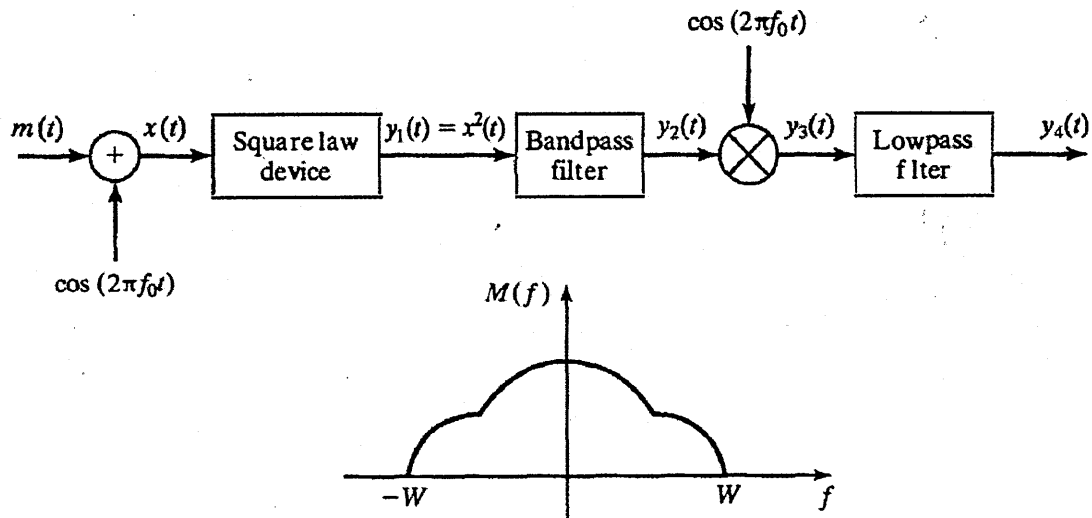 cos (2πf₀t)
m(t)
x(t)
y₁(t) = x²(t)
y₂(t)
y₃(t)
y₄(t)
+
Square law
device
Bandpass
filter
Lowpass
f lter
cos (2πf₀t)
M(f)
−W
W
f